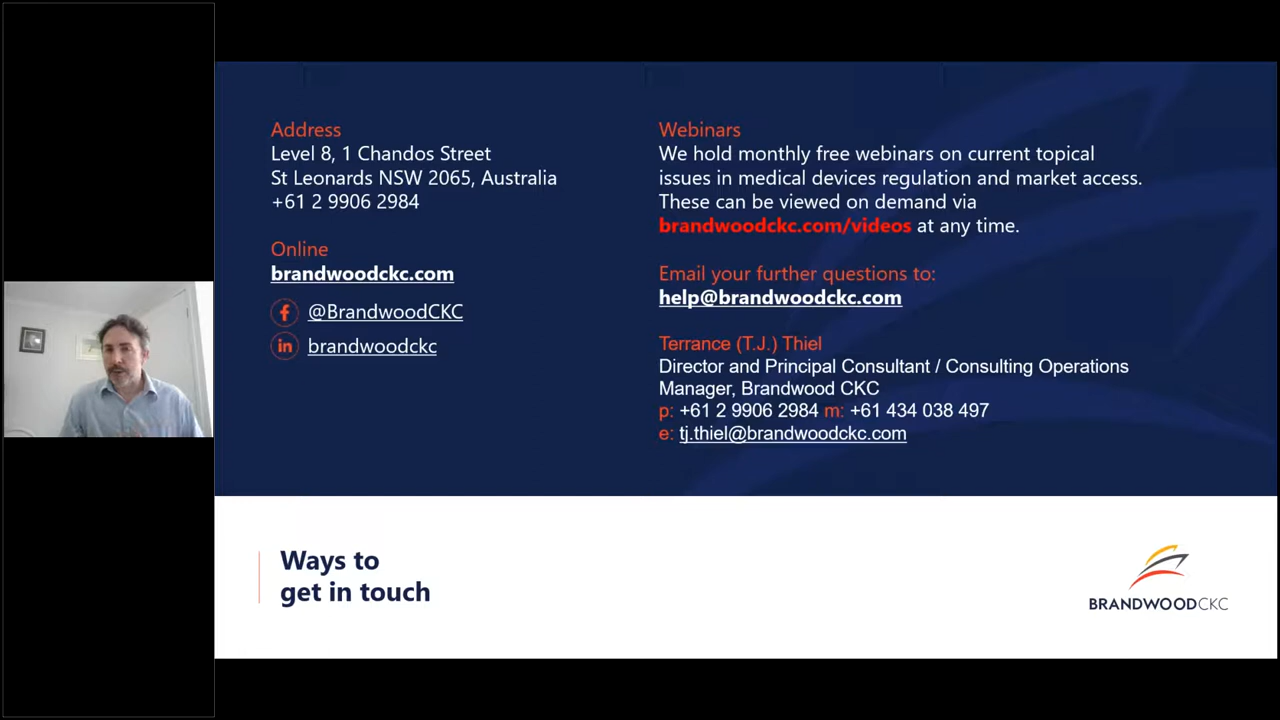 Address
Level 8, 1 Chandos Street
St Leonards NSW 2065, Australia
+61 2 9906 2984
Online
brandwoodckc.com
@BrandwoodCKC
in brandwoodckc
Webinars
We hold monthly free webinars on current topical
issues in medical devices regulation and market access.
These can be viewed on demand via
brandwoodckc.com/videos at any time.
Email your further questions to:
help@brandwoodckc.com
Terrance (T.J.) Thiel
Director and Principal Consultant / Consulting Operations
Manager, Brandwood CKC
p: +61 2 9906 2984 m: +61 434 038 497
e: tj.thiel@brandwoodckc.com
Ways to
get in touch
BRANDWOODCKC